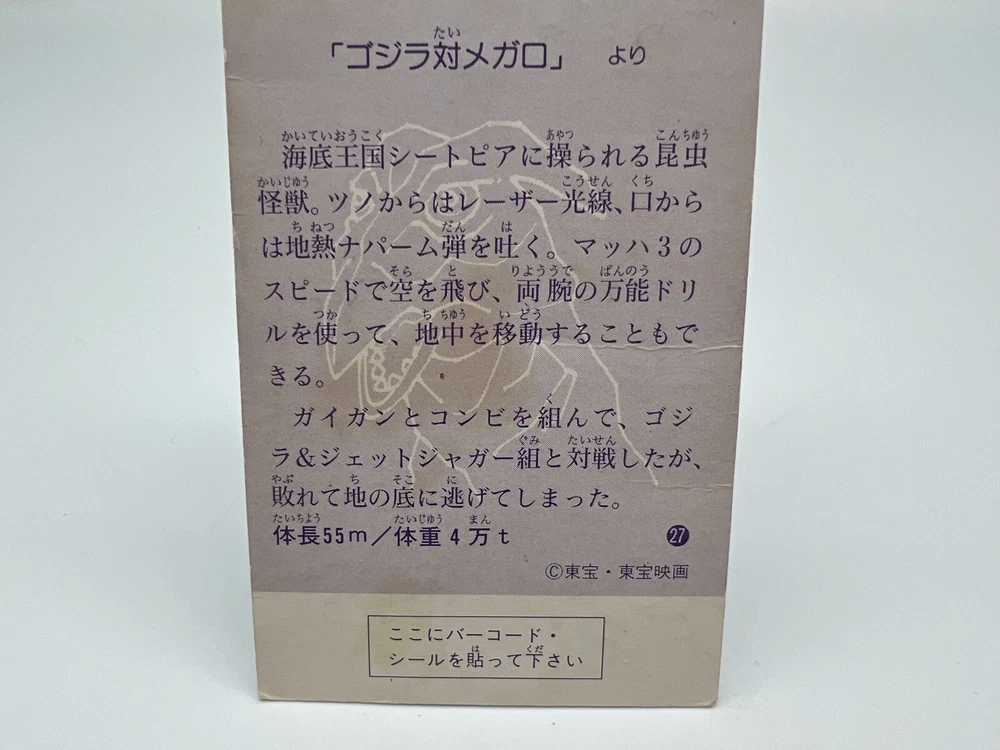 「ゴジラ対メガロ」 より
海底王国シートピアに操られる昆虫
怪獣。ツノからはレーザー光線、口から
は地熱ナパーム弾を吐く。マッハ3の
スピードで空を飛び、両腕の万能ドリ
ルを使って、地中を移動することもで
きる。
ガイガンとコンビを組んで、ゴジ
ラ&ジェットジャガー組と対戦したが、
敗れて地の底に逃げてしまった。
体長55m/体重4万t 27
©東宝・東宝映画
ここにバーコード・
シールを貼って下さい